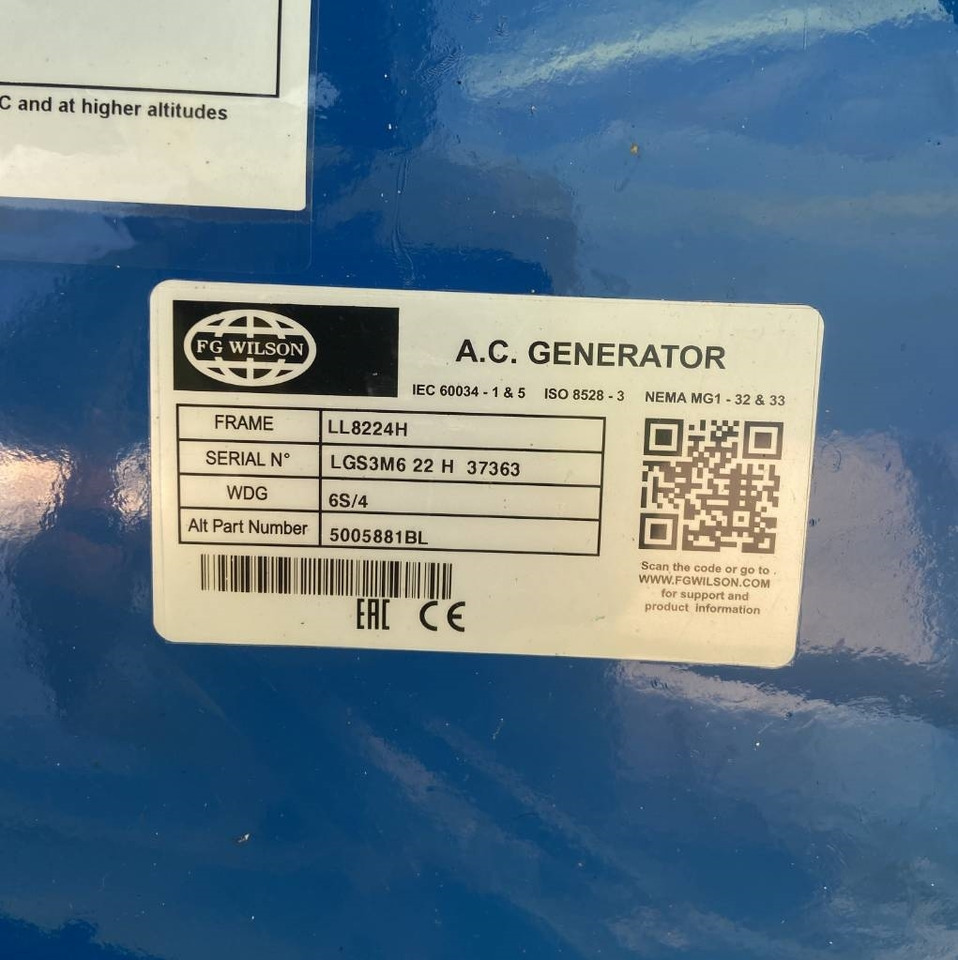 C and at higher altitudes
FG WILSON
A.C. GENERATOR
IEC 60034 - 1 & 5 ISO 8528 - 3 NEMA MG1 - 32 & 33
FRAME LL8224H
SERIAL N° LGS3M6 22 H 37363
WDG 6S/4
Alt Part Number 5005881BL
Scan the code or go to .
WWW.FGWILSON.COM
for support and
product information
EAC CE